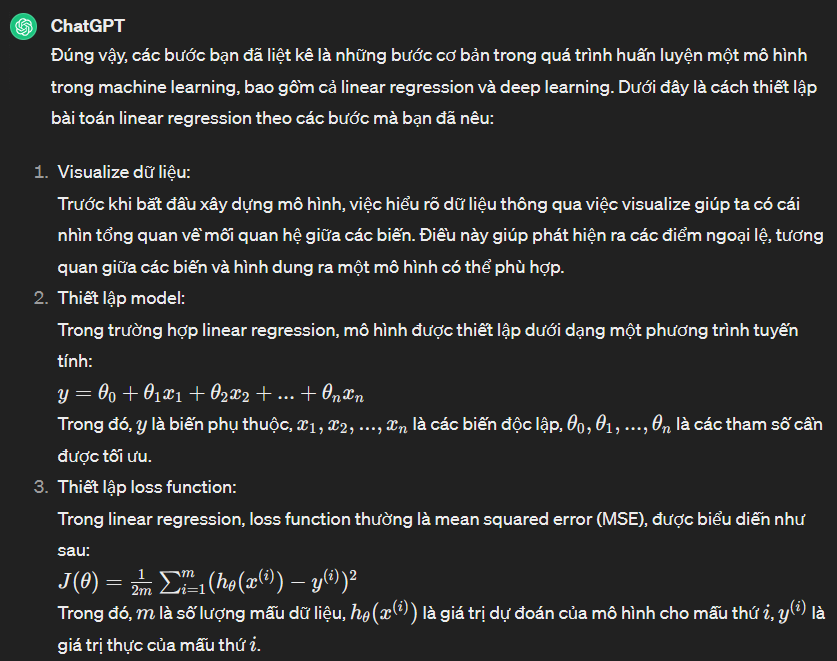 ChatGPT
Đúng vậy, các bước bạn đã liệt kê là những bước cơ bản trong quá trình huấn luyện một mô hình
trong machine learning, bao gồm cả linear regression và deep learning. Dưới đây là cách thiết lập
bài toán linear regression theo các bước mà bạn đã nêu:
1. Visualize dữ liệu:
Trước khi bắt đầu xây dựng mô hình, việc hiểu rõ dữ liệu thông qua việc visualize giúp ta có cái
nhìn tổng quan về mối quan hệ giữa các biến. Điều này giúp phát hiện ra các điểm ngoại lệ, tương
quan giữa các biến và hình dung ra một mô hình có thể phù hợp.
2. Thiết lập model:
Trong trường hợp linear regression, mô hình được thiết lập dưới dạng một phương trình tuyến
tính:
y = θ₀ + θ₁x₁ + θ₂x₂ + ... + θₙxₙ
Trong đó, y là biến phụ thuộc, x₁, x₂, ..., xₙ là các biến độc lập, θ₀, θ₁, ..., θₙ là các tham số cần
được tối ưu.
3. Thiết lập loss function:
Trong linear regression, loss function thường là mean squared error (MSE), được biểu diễn như
sau:
J(θ) = 1/2m ∑ᵢ₌₁ᵐ (h_θ(x⁽ⁱ⁾) − y⁽ⁱ⁾)²
Trong đó, m là số lượng mẫu dữ liệu, h_θ(x⁽ⁱ⁾) là giá trị dự đoán của mô hình cho mẫu thứ i, y⁽ⁱ⁾ là
giá trị thực của mẫu thứ i.